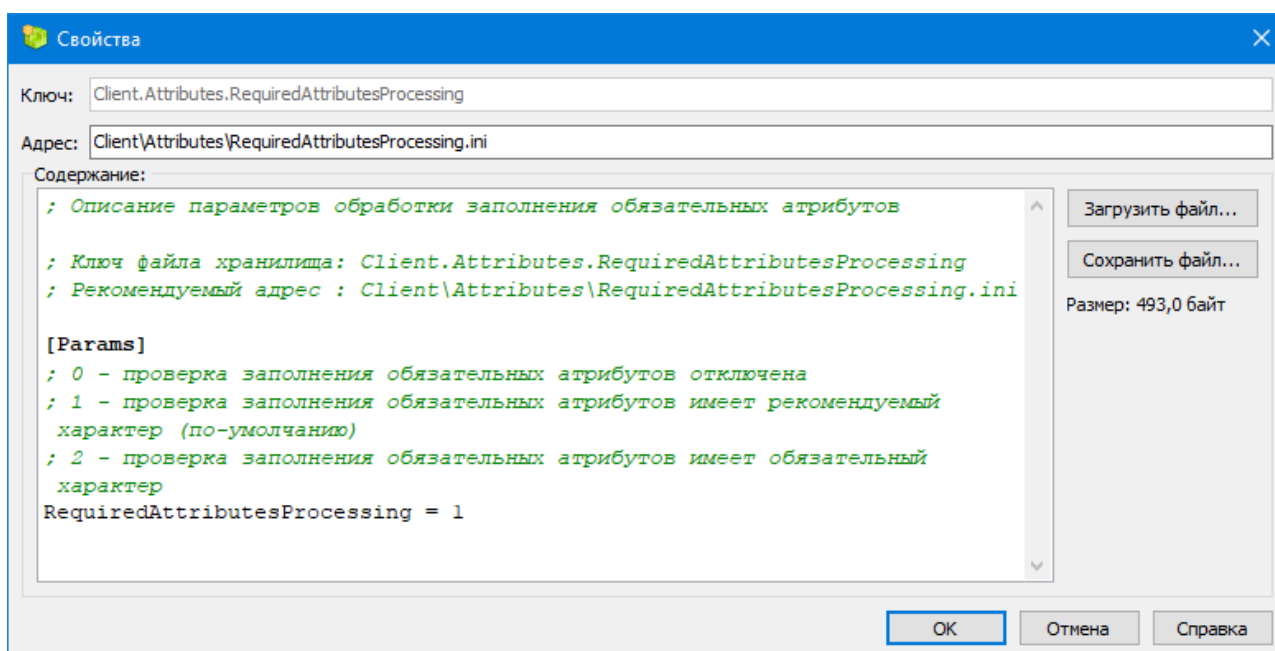 Свойства
Ключ: Client.Attributes.RequiredAttributesProcessing
Адрес: Client\Attributes\RequiredAttributesProcessing.ini
Содержание:
; Описание параметров обработки заполнения обязательных атрибутов
Загрузить файл...
; Ключ файла хранилища: Client.Attributes.RequiredAttributesProcessing
Сохранить файл...
; Рекомендуемый адрес : Client\Attributes\RequiredAttributesProcessing.ini
Размер: 493,0 байт
[Params]
; 0 - проверка заполнения обязательных атрибутов отключена
; 1 - проверка заполнения обязательных атрибутов имеет рекомендуемый
характер (по-умолчанию)
; 2 - проверка заполнения обязательных атрибутов имеет обязательный
характер
RequiredAttributesProcessing = 1
OK
Отмена
Справка